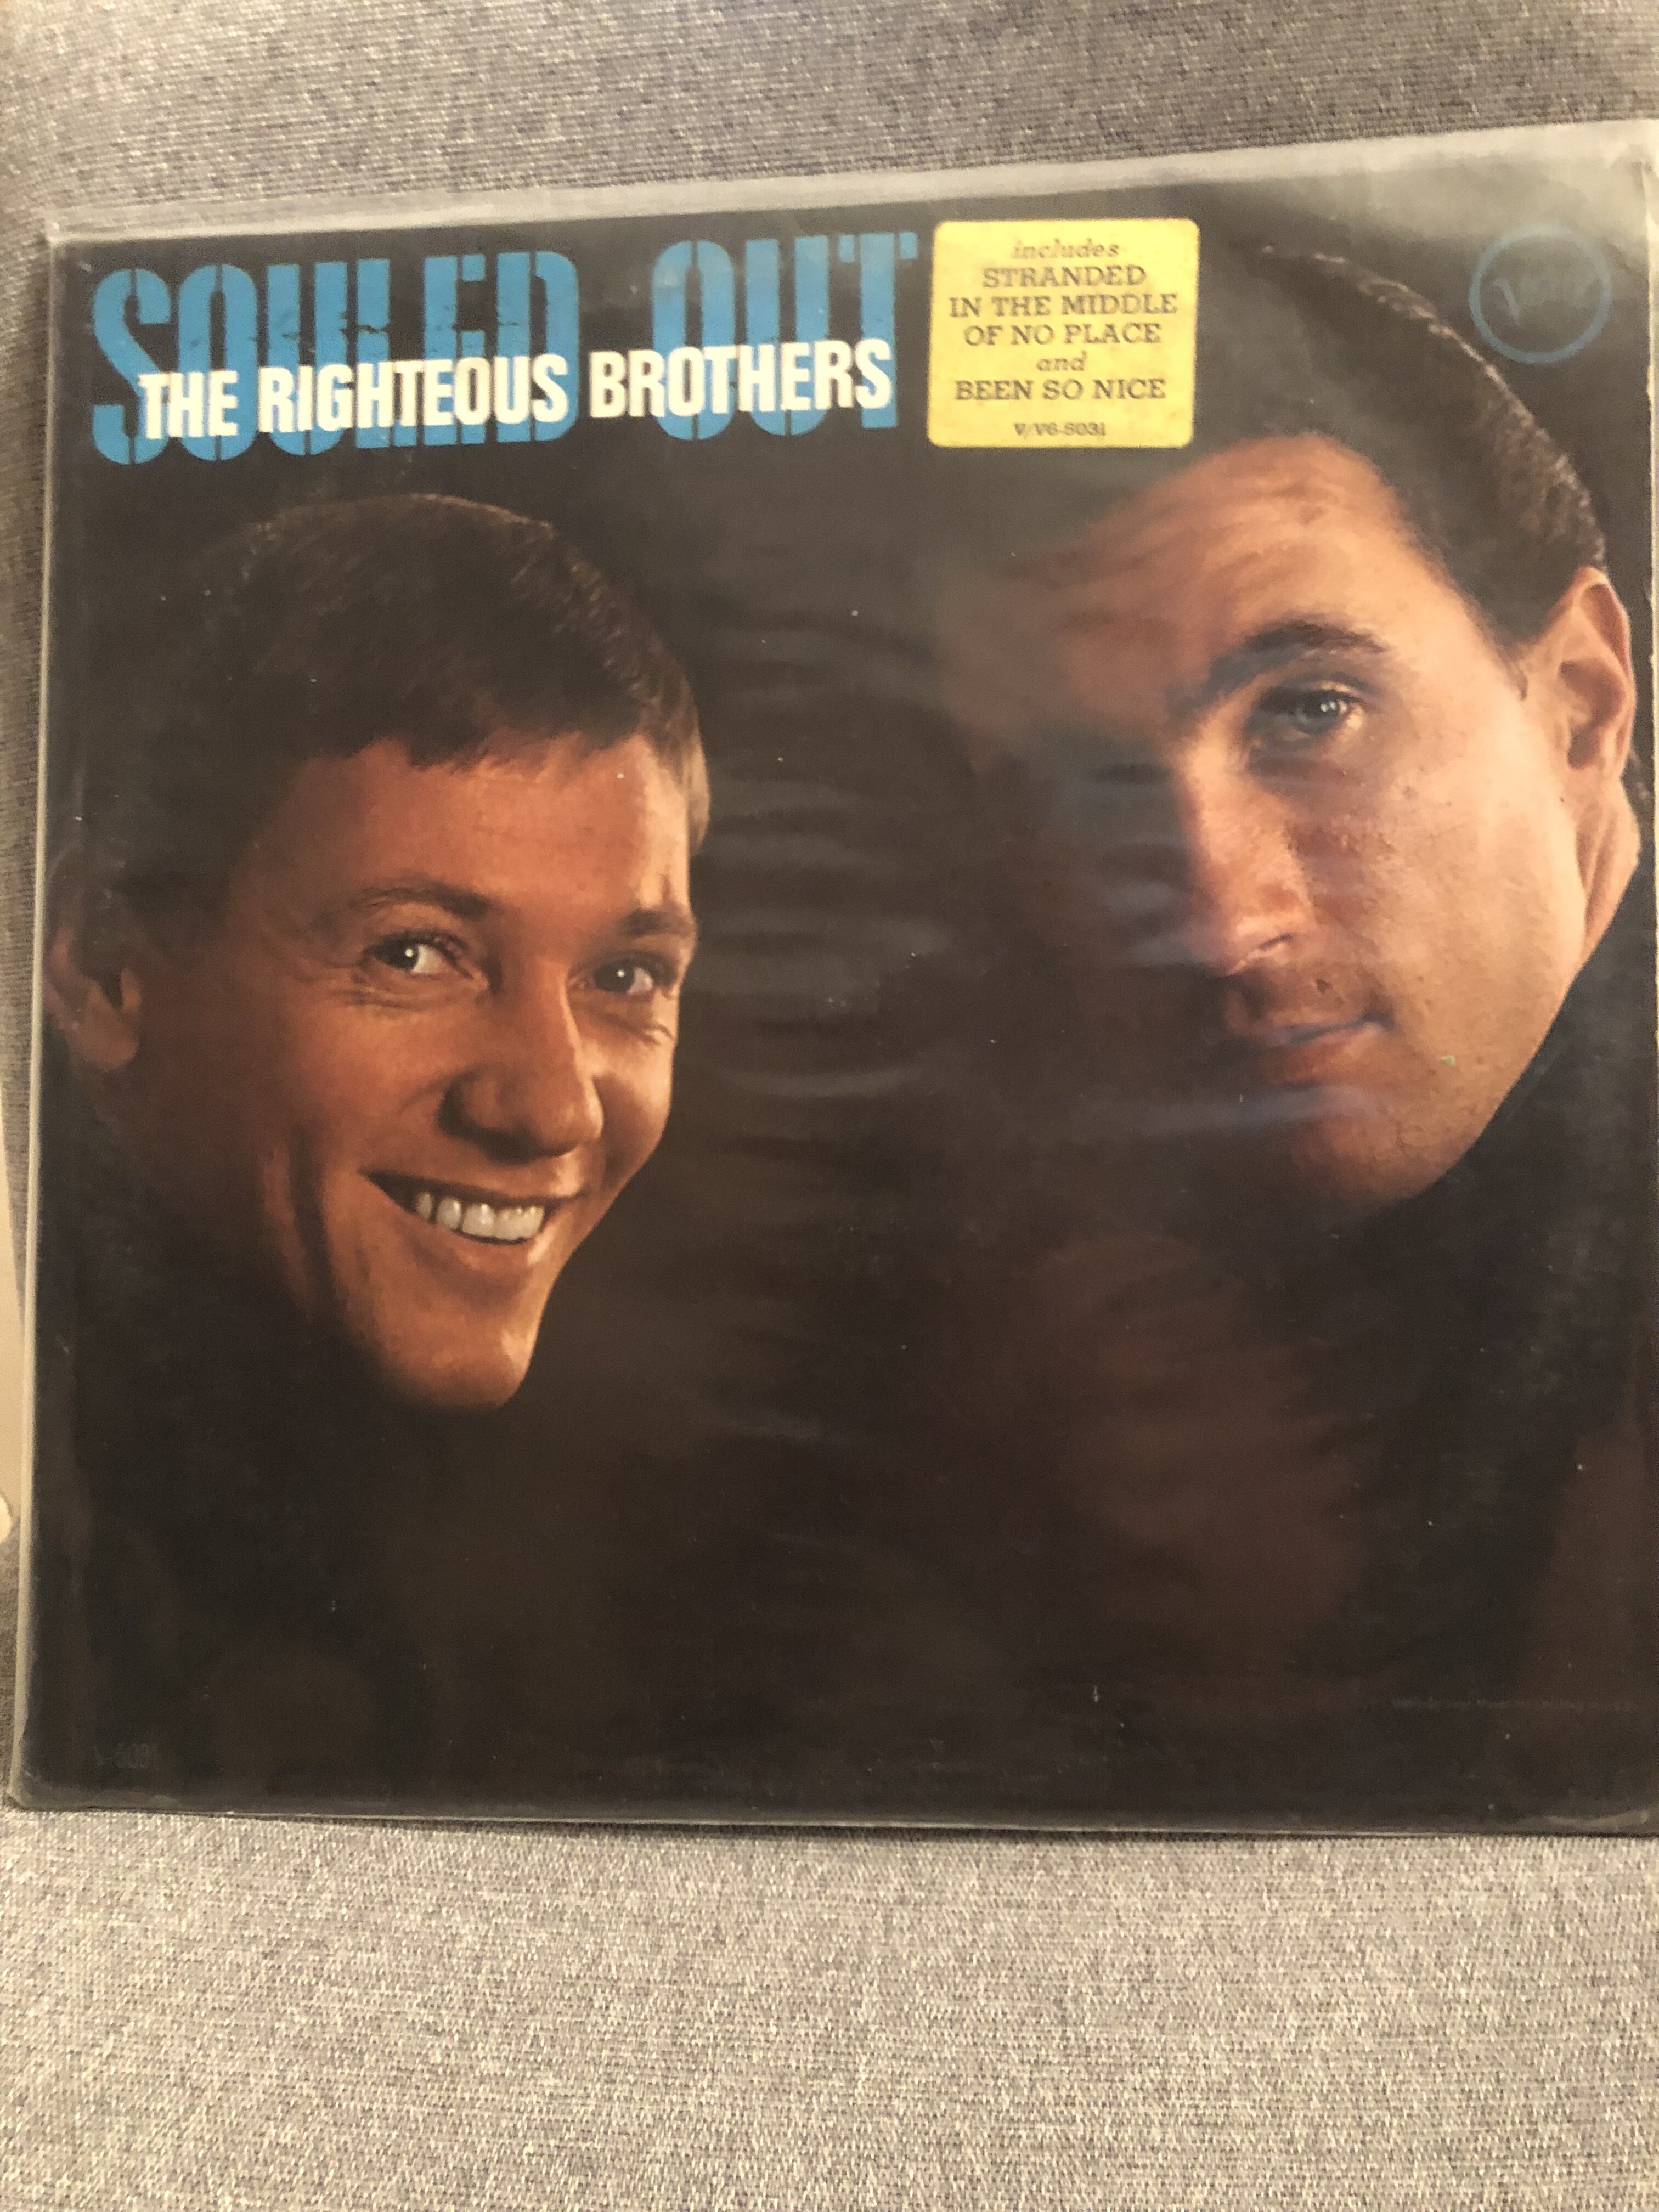 SOULED OUT
THE RIGHTEOUS BROTHERS
includes
STRANDED
IN THE MIDDLE
OF NO PLACE
and
BEEN SO NICE
V/V6-5031
Verve
V-5031